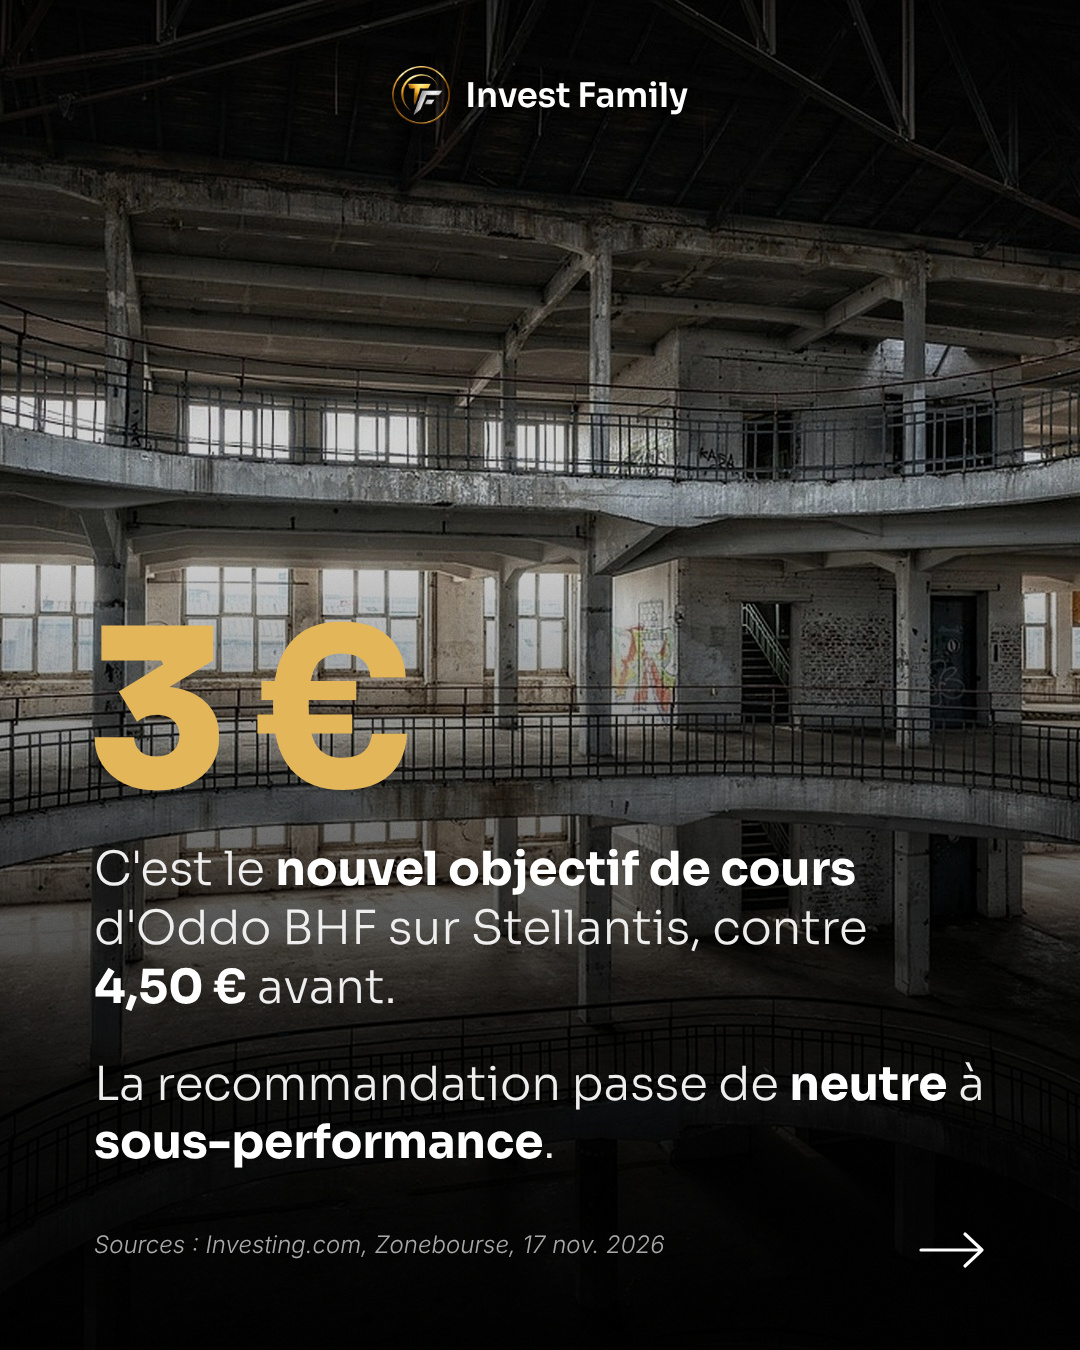 Invest Family
3 €
C'est le nouvel objectif de cours
d'Oddo BHF sur Stellantis, contre
4,50 € avant.
La recommandation passe de neutre à
sous-performance.
Sources : Investing.com, Zonebourse, 17 nov. 2026